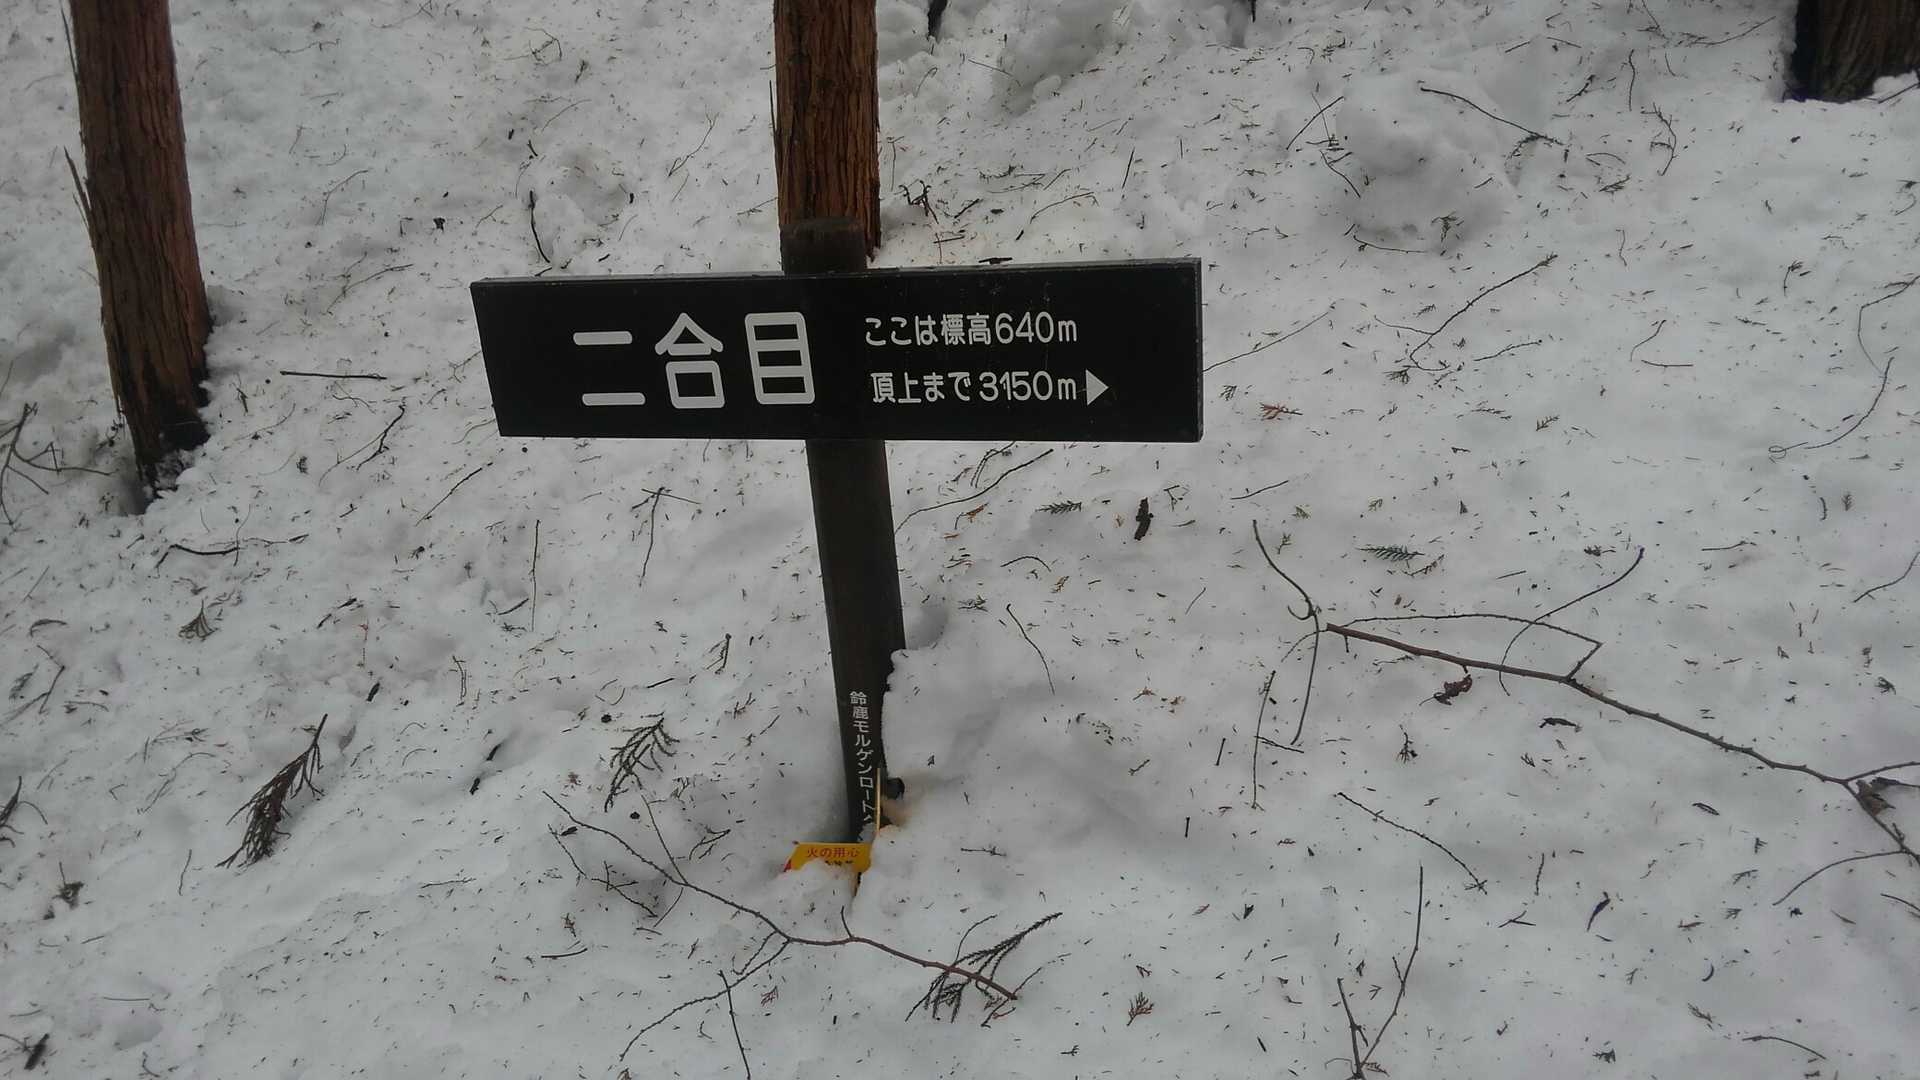 二合目
ここは標高640m
頂上まで3150m▶
鈴鹿モルゲンロート
火の用心